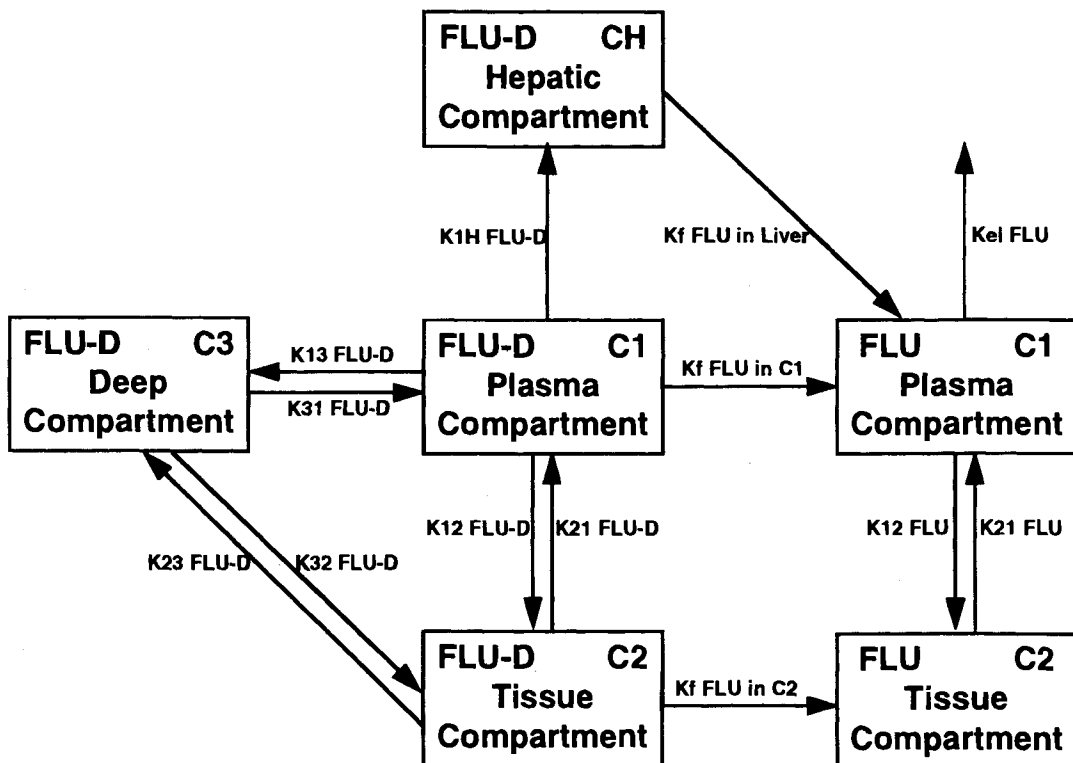 FLU-D CH
Hepatic
Compartment
K1H FLU-D
Kf FLU in Liver
Kel FLU
FLU-D C3
Deep
Compartment
K13 FLU-D
K31 FLU-D
FLU-D C1
Plasma
Compartment
Kf FLU in C1
FLU C1
Plasma
Compartment
K23 FLU-D
K32 FLU-D
K12 FLU-D
K21 FLU-D
K12 FLU
K21 FLU
FLU-D C2
Tissue
Compartment
Kf FLU in C2
FLU C2
Tissue
Compartment